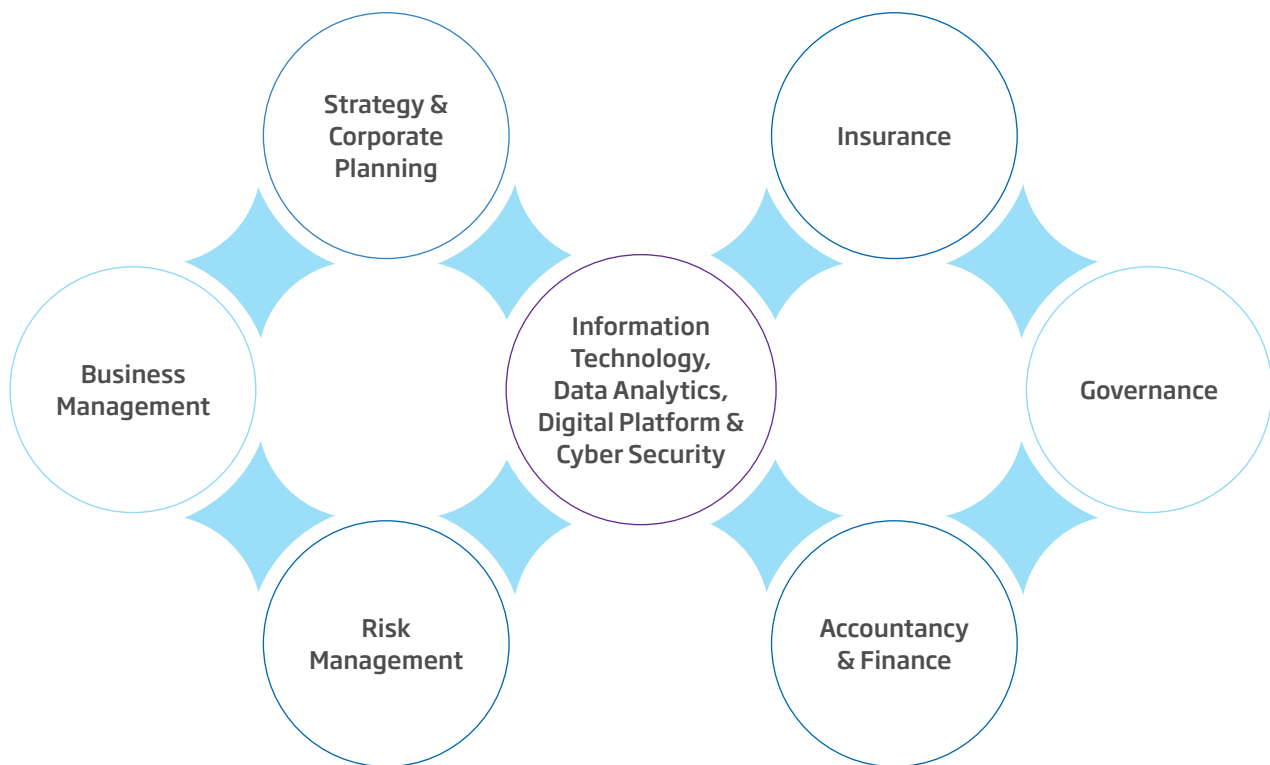 Strategy &
Corporate
Planning
Insurance
Business
Management
Information
Technology,
Data Analytics,
Digital Platform &
Cyber Security
Governance
Risk
Management
Accountancy
& Finance